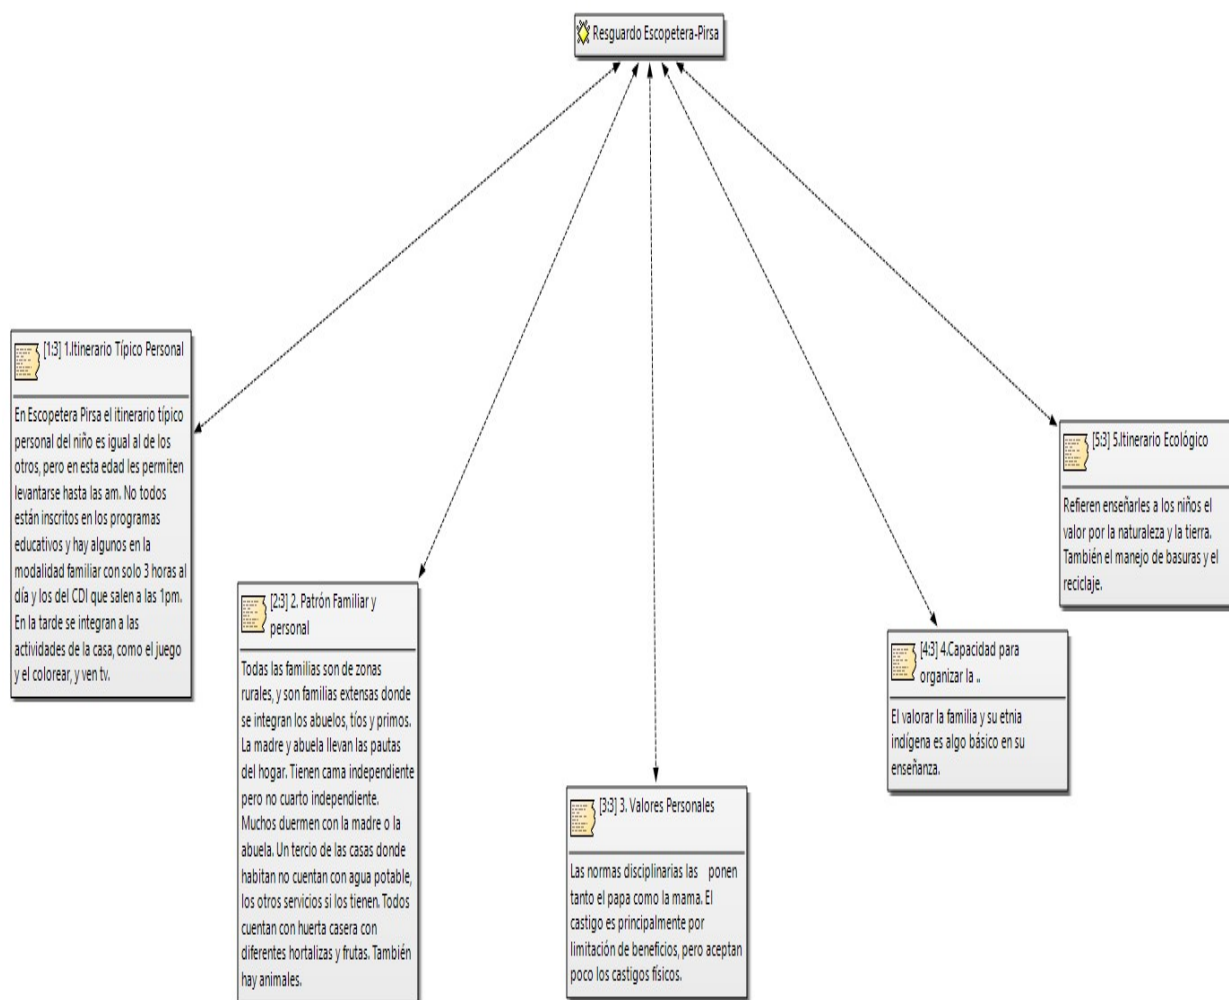 Resguardo Escopetera-Pirsa
[1:3] 1.Itinerario Típico Personal
En Escopetera Pirsa el itinerario típico
personal del niño es igual al de los
otros, pero en esta edad les permiten
levantarse hasta las am. No todos
están inscritos en los programas
educativos y hay algunos en la
modalidad familiar con solo 3 horas al
día y los del CDI que salen a las 1pm.
En la tarde se integran a las
actividades de la casa, como el juego
y el colorear, y ven tv.
[2:3] 2. Patrón Familiar y
personal
Todas las familias son de zonas
rurales, y son familias extensas donde
se integran los abuelos, tíos y primos.
La madre y abuela llevan las pautas
del hogar. Tienen cama independiente
pero no cuarto independiente.
Muchos duermen con la madre o la
abuela. Un tercio de las casas donde
habitan no cuentan con agua potable,
los otros servicios si los tienen. Todos
cuentan con huerta casera con
diferentes hortalizas y frutas. También
hay animales.
[3:3] 3. Valores Personales
Las normas disciplinarias las ponen
tanto el papa como la mama. El
castigo es principalmente por
limitación de beneficios, pero aceptan
poco los castigos físicos.
[4:3] 4.Capacidad para
organizar la ..
El valorar la familia y su etnia
indígena es algo básico en su
enseñanza.
[5:3] 5.Itinerario Ecológico
Refieren enseñarles a los niños el
valor por la naturaleza y la tierra.
También el manejo de basuras y el
reciclaje.